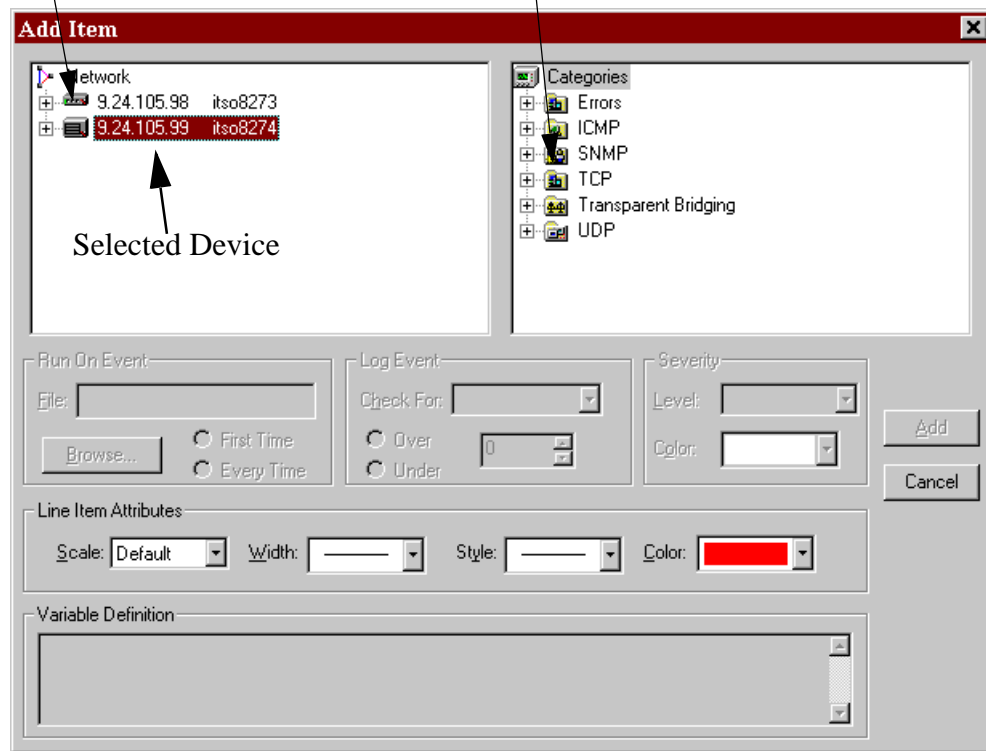 Add Item
Network
9.24.105.98 itso8273
9.24.105.99 itso8274
Selected Device
Categories
Errors
ICMP
SNMP
TCP
Transparent Bridging
UDP
Run On Event
File:
Browse...
First Time
Every Time
Log Event
Check For:
Over
Under
0
Severity
Level:
Color:
Add
Cancel
Line Item Attributes
Scale: Default Width: Style: Color:
Variable Definition